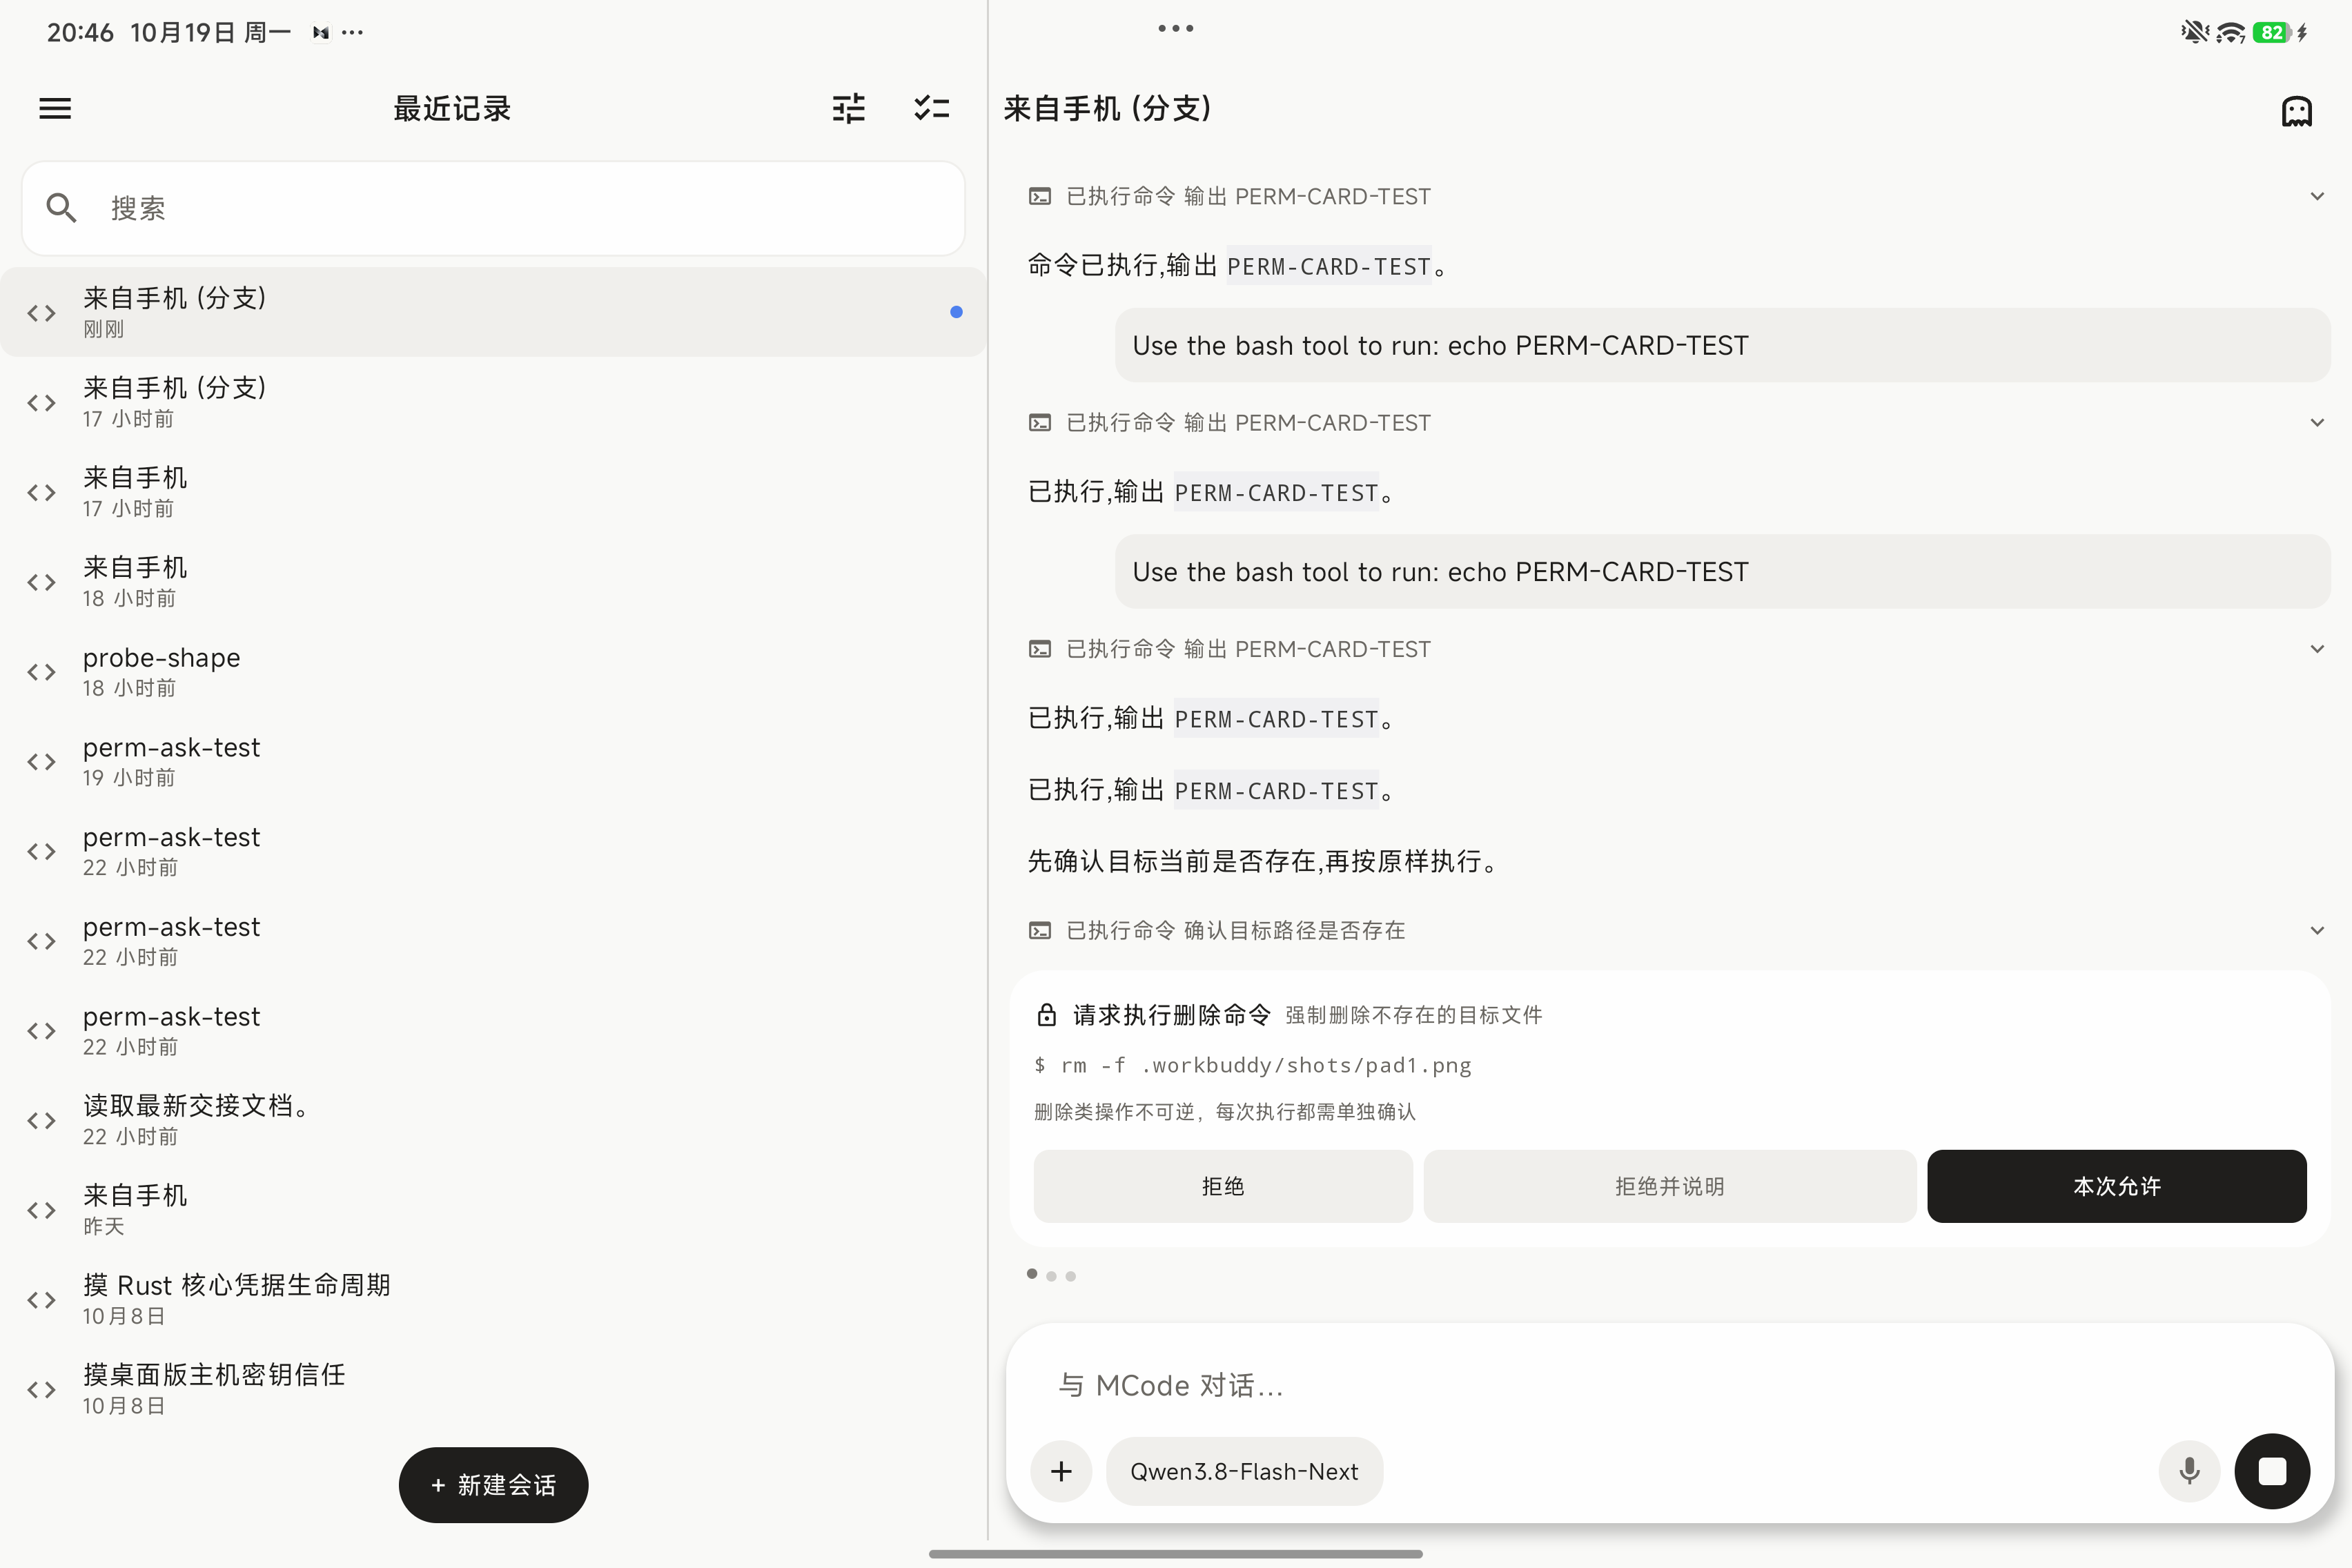 20:46 10月19日 周一
82
最近记录
搜索
来自手机 (分支)
刚刚
来自手机 (分支)
17 小时前
来自手机
17 小时前
来自手机
18 小时前
probe-shape
18 小时前
perm-ask-test
19 小时前
perm-ask-test
22 小时前
perm-ask-test
22 小时前
perm-ask-test
22 小时前
读取最新交接文档。
22 小时前
来自手机
昨天
摸 Rust 核心凭据生命周期
10月8日
摸桌面版主机密钥信任
10月8日
+ 新建会话
来自手机 (分支)
已执行命令 输出 PERM-CARD-TEST
命令已执行,输出 PERM-CARD-TEST。
Use the bash tool to run: echo PERM-CARD-TEST
已执行命令 输出 PERM-CARD-TEST
已执行,输出 PERM-CARD-TEST。
Use the bash tool to run: echo PERM-CARD-TEST
已执行命令 输出 PERM-CARD-TEST
已执行,输出 PERM-CARD-TEST。
已执行,输出 PERM-CARD-TEST。
先确认目标当前是否存在,再按原样执行。
已执行命令 确认目标路径是否存在
请求执行删除命令 强制删除不存在的目标文件
$ rm -f .workbuddy/shots/pad1.png
删除类操作不可逆，每次执行都需单独确认
拒绝
拒绝并说明
本次允许
与 MCode 对话...
+ Qwen3.8-Flash-Next